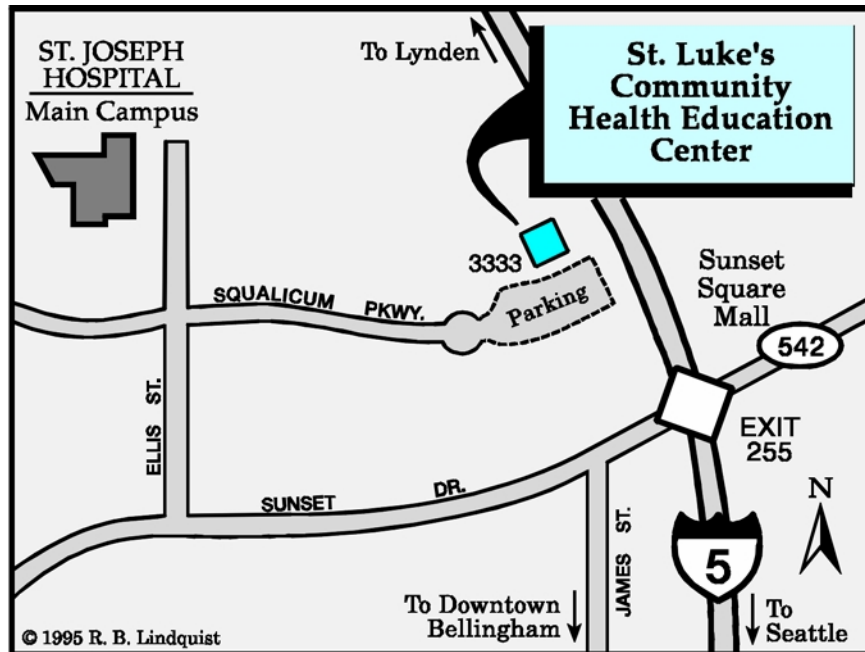 ST. JOSEPH
HOSPITAL
Main Campus
To Lynden
St. Luke's
Community
Health Education
Center
3333
Parking
SQUALICUM PKWY.
Sunset
Square
Mall
542
EXIT
255
ELLIS ST.
SUNSET DR.
JAMES ST.
N
5
To Downtown
Bellingham
To
Seattle
© 1995 R. B. Lindquist